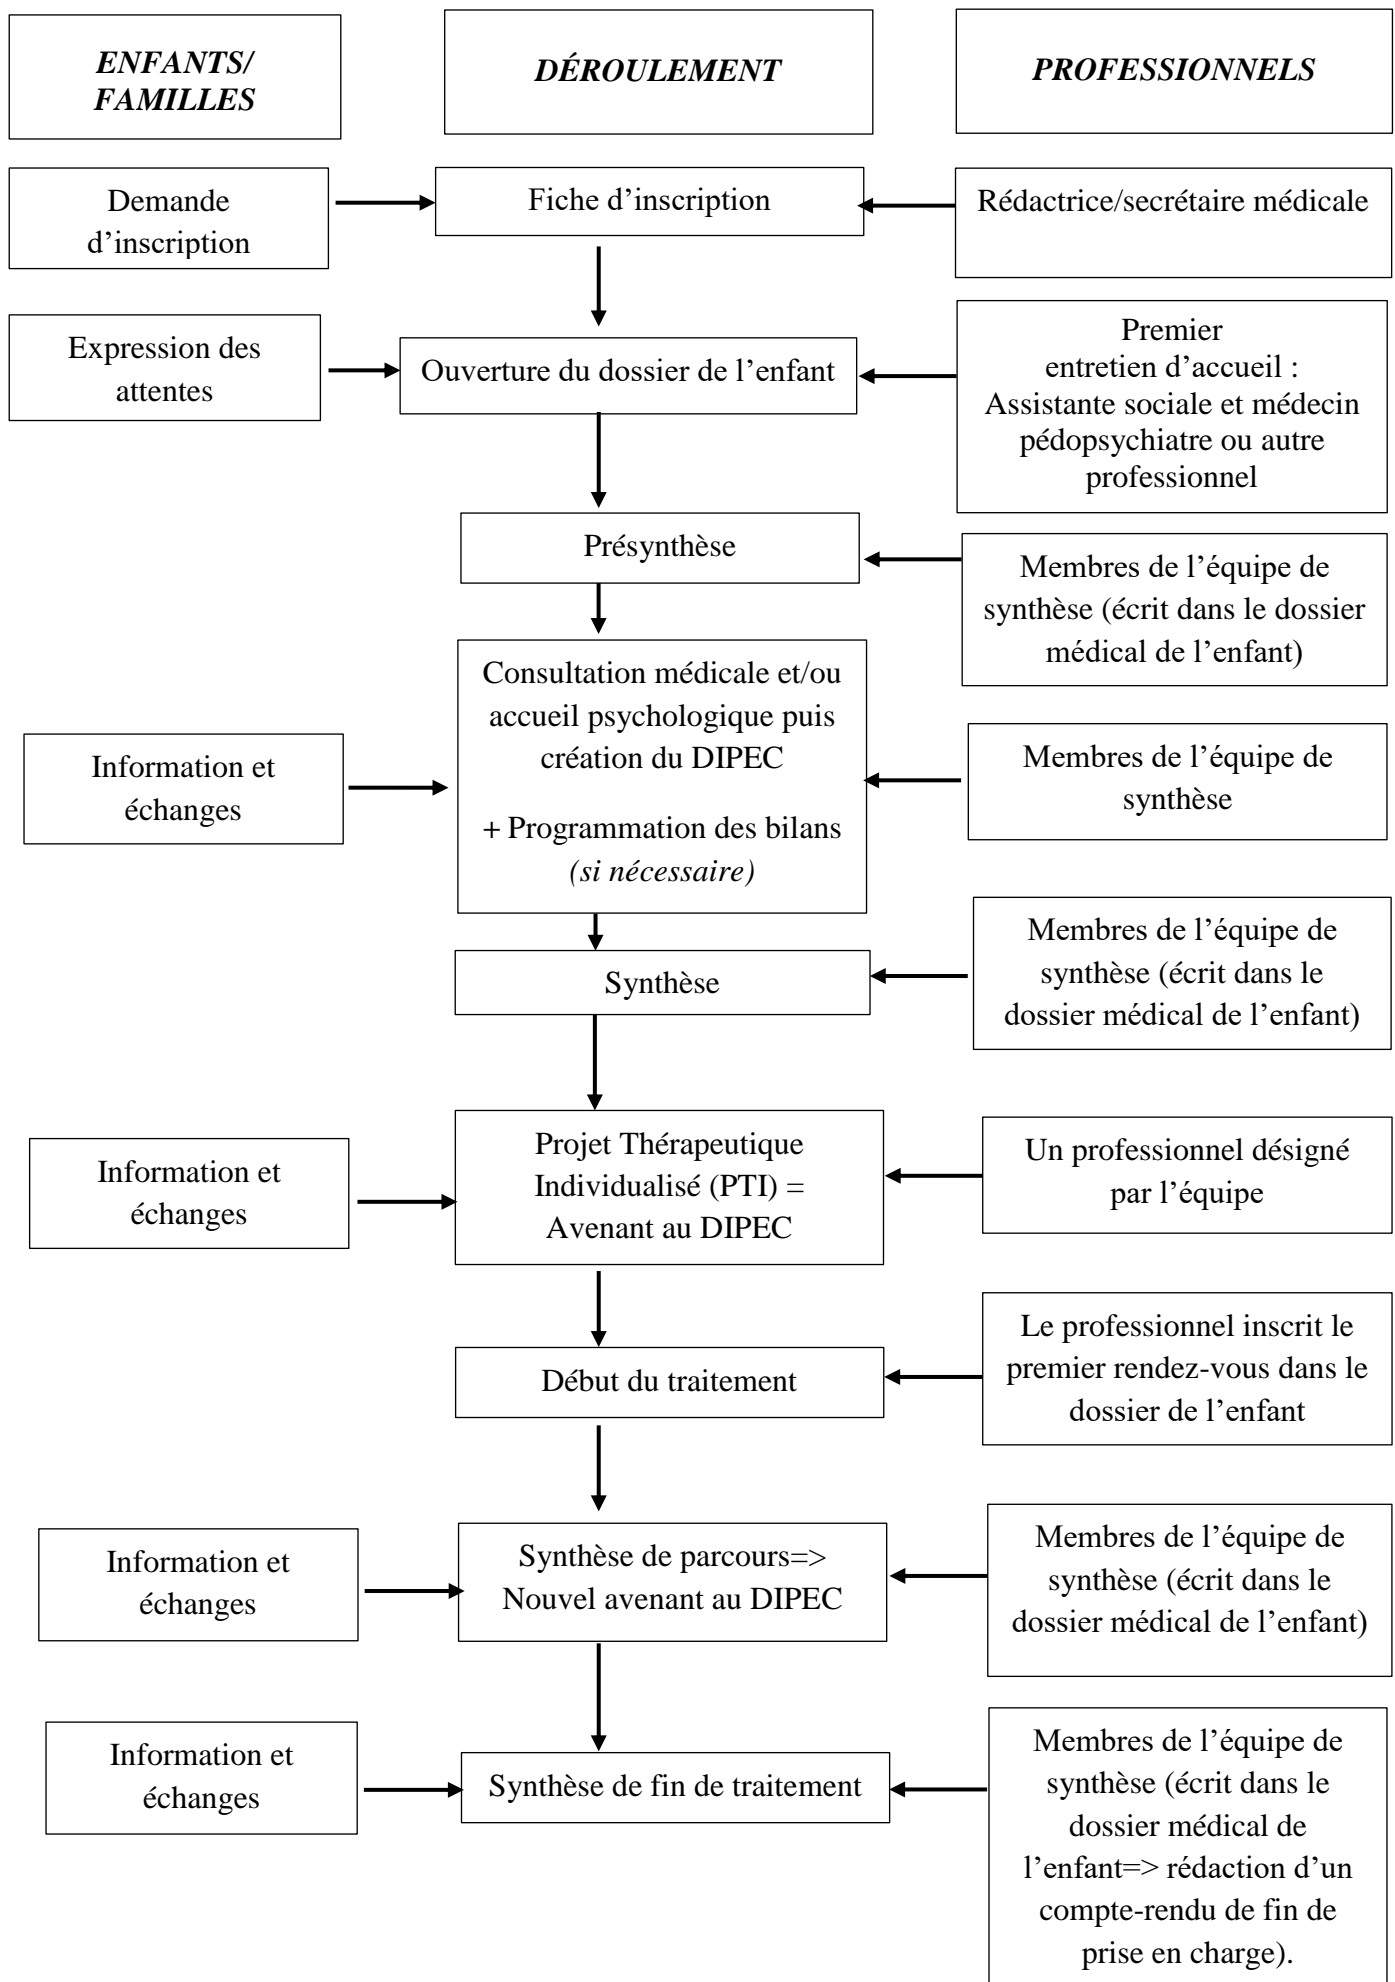 ENFANTS/
FAMILLES
DÉROULEMENT
PROFESSIONNELS
Demande
d’inscription
Fiche d’inscription
Rédactrice/secrétaire médicale
Expression des
attentes
Ouverture du dossier de l’enfant
Premier
entretien d’accueil :
Assistante sociale et médecin
pédopsychiatre ou autre
professionnel
Présynthèse
Membres de l’équipe de
synthèse (écrit dans le dossier
médical de l’enfant)
Information et
échanges
Consultation médicale et/ou
accueil psychologique puis
création du DIPEC
+ Programmation des bilans
(si nécessaire)
Membres de l’équipe de
synthèse
Synthèse
Membres de l’équipe de
synthèse (écrit dans le
dossier médical de l’enfant)
Information et
échanges
Projet Thérapeutique
Individualisé (PTI) =
Avenant au DIPEC
Un professionnel désigné
par l’équipe
Début du traitement
Le professionnel inscrit le
premier rendez-vous dans le
dossier de l’enfant
Information et
échanges
Synthèse de parcours=>
Nouvel avenant au DIPEC
Membres de l’équipe de
synthèse (écrit dans le
dossier médical de l’enfant)
Information et
échanges
Synthèse de fin de traitement
Membres de l’équipe de
synthèse (écrit dans le
dossier médical de
l’enfant=> rédaction d’un
compte-rendu de fin de
prise en charge).